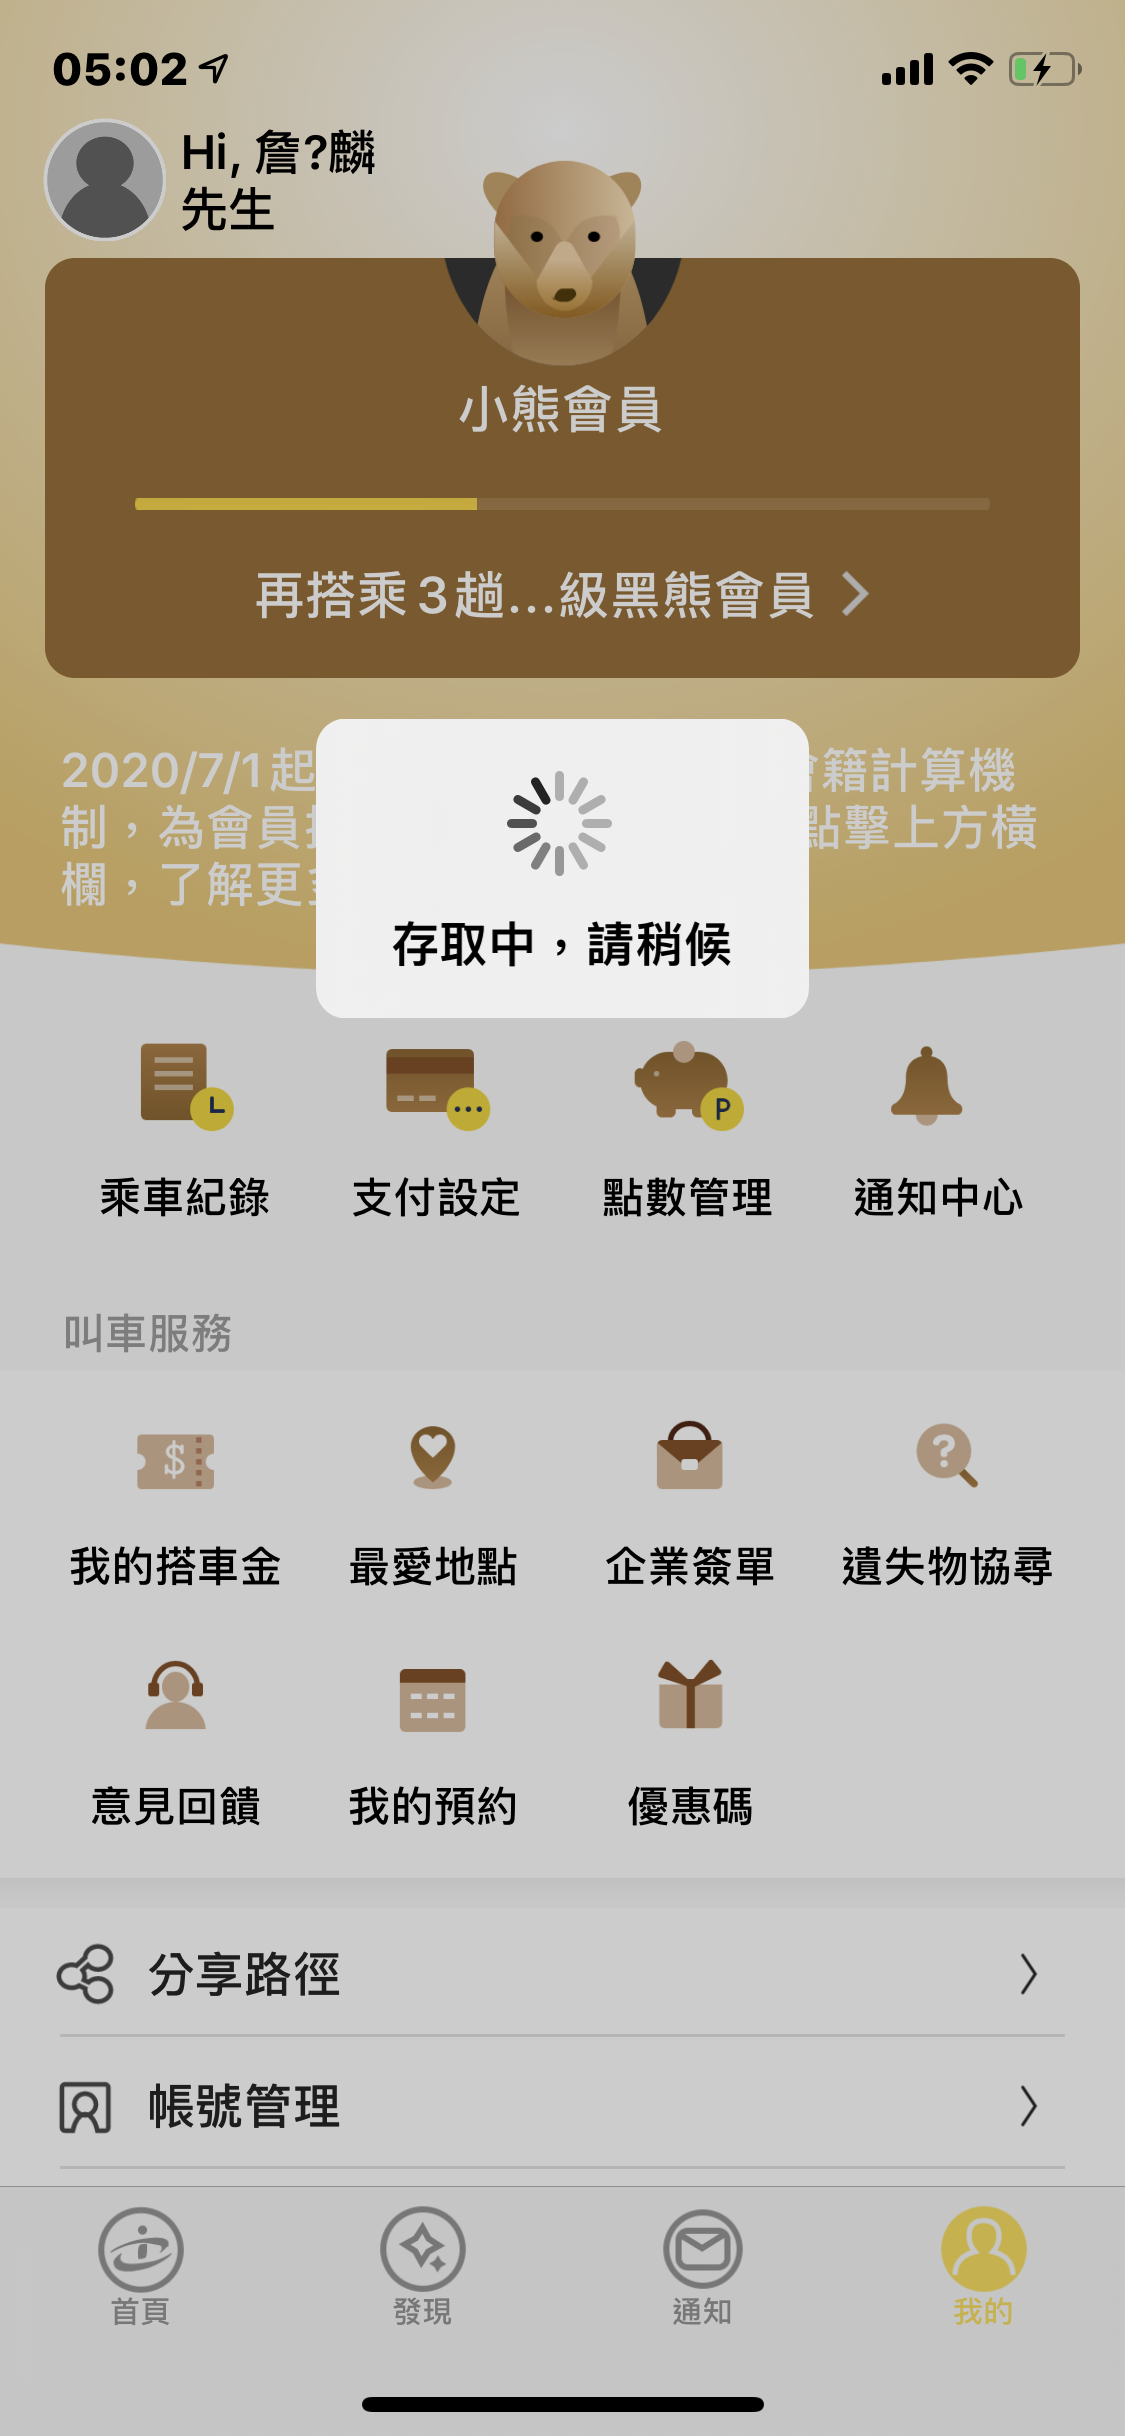 05:02
Hi, 詹?麟
先生
小熊會員
再搭乘3趟...級黑熊會員
2020/7/1起 籍計算機
制，為會員 點擊上方橫
欄，了解更
存取中，請稍候
乘車紀錄 支付設定 點數管理 通知中心
叫車服務
我的搭車金 最愛地點 企業簽單 遺失物協尋
意見回饋 我的預約 優惠碼
分享路徑
帳號管理
首頁 發現 通知 我的